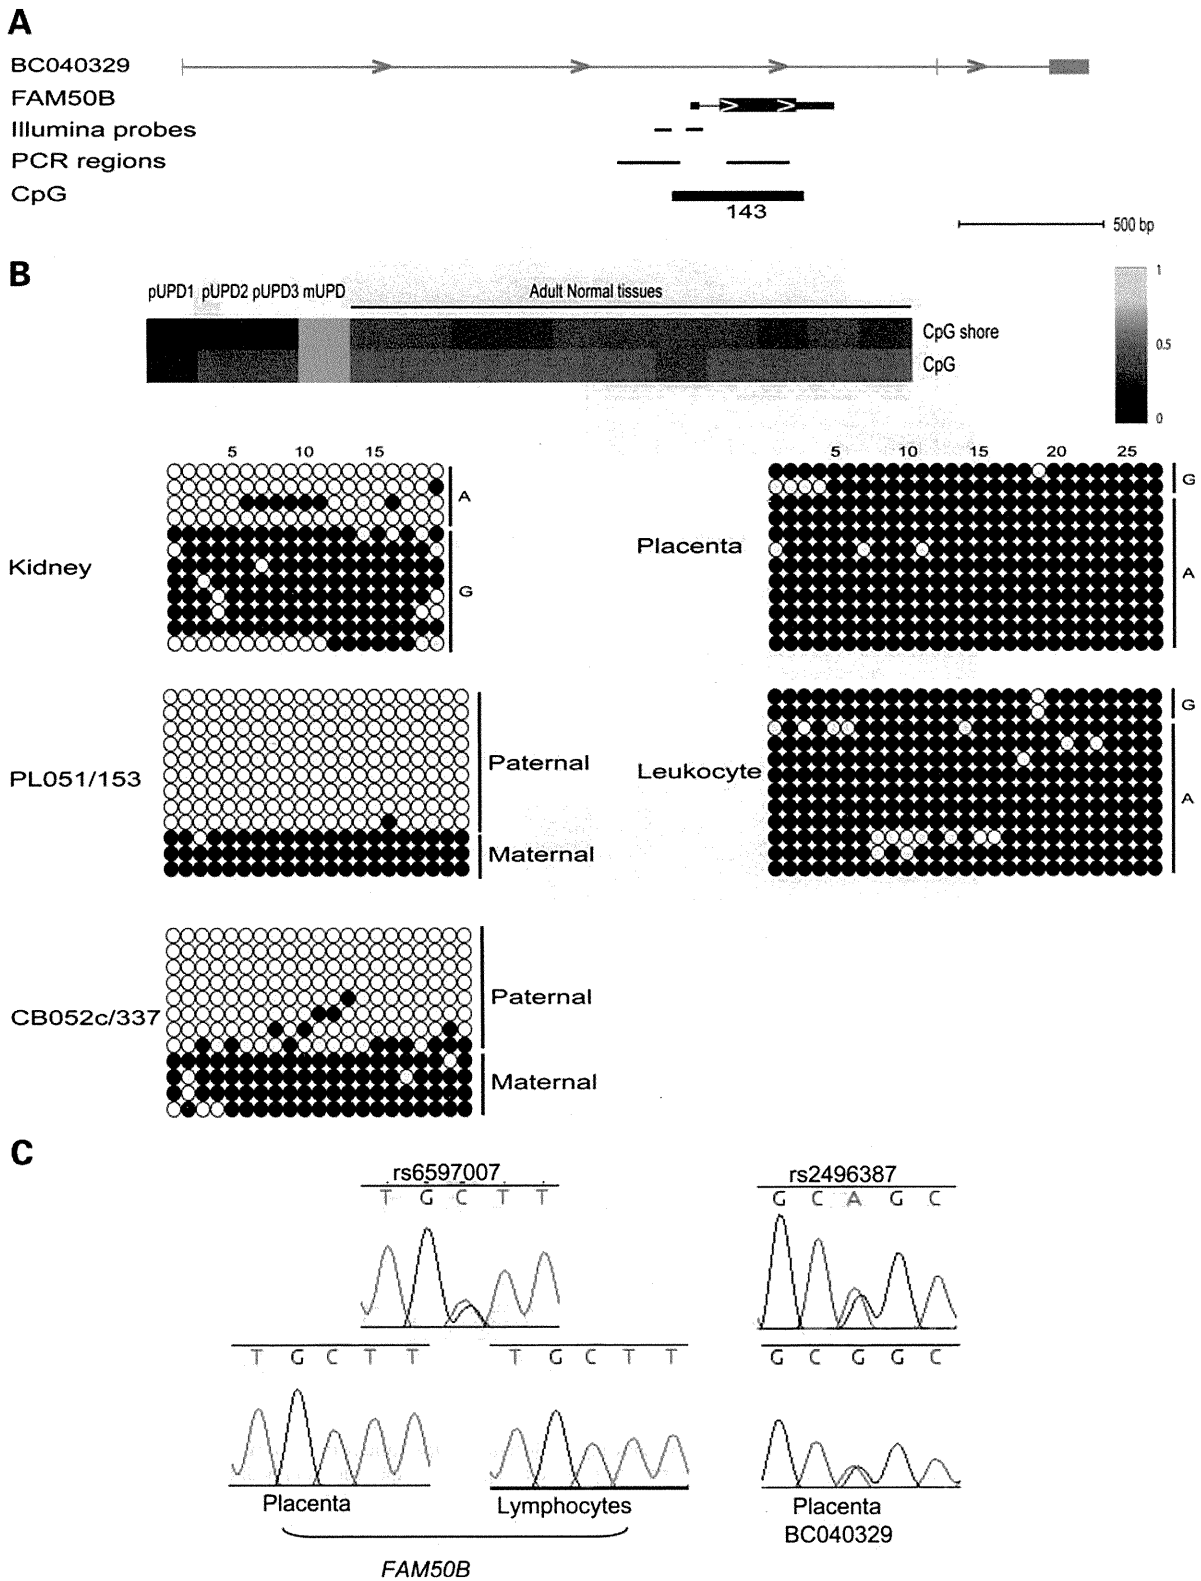 A
BC040329
FAM50B
Illumina probes
PCR regions
CpG
143
500 bp
B
pUPD1 pUPD2 pUPD3 mUPD
Adult Normal tissues
CpG shore
CpG
1
0.5
0
5 10 15
Kidney
A
G
5 10 15 20 25
Placenta
G
A
PL051/153
Paternal
Maternal
Leukocyte
G
A
CB052c/337
Paternal
Maternal
C
rs6597007
T G C T T
rs2496387
G C A G C
T G C T T
T G C T T
G C G G C
Placenta
Lymphocytes
Placenta
BC040329
FAM50B